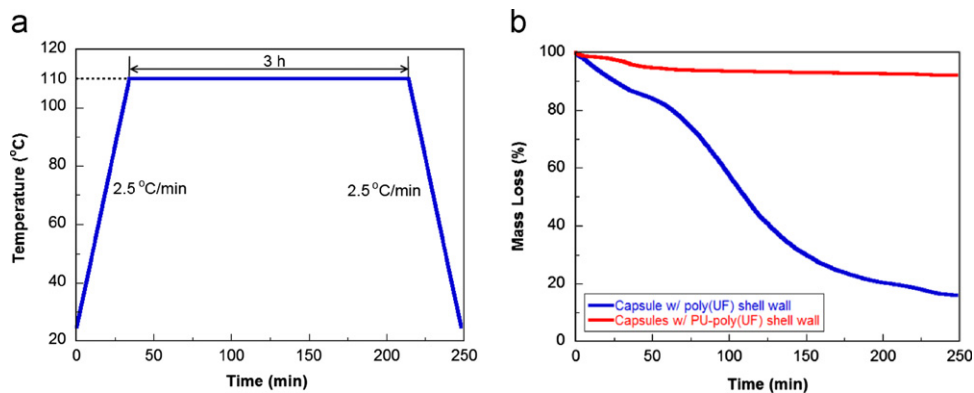 a
120
110
100
80
60
40
20
Temperature (°C)
3 h
2.5 °C/min
2.5 °C/min
0
50
100
150
200
250
Time (min)
b
100
80
60
40
20
0
Mass Loss (%)
Capsule w/ poly(UF) shell wall
Capsules w/ PU-poly(UF) shell wall
0
50
100
150
200
250
Time (min)